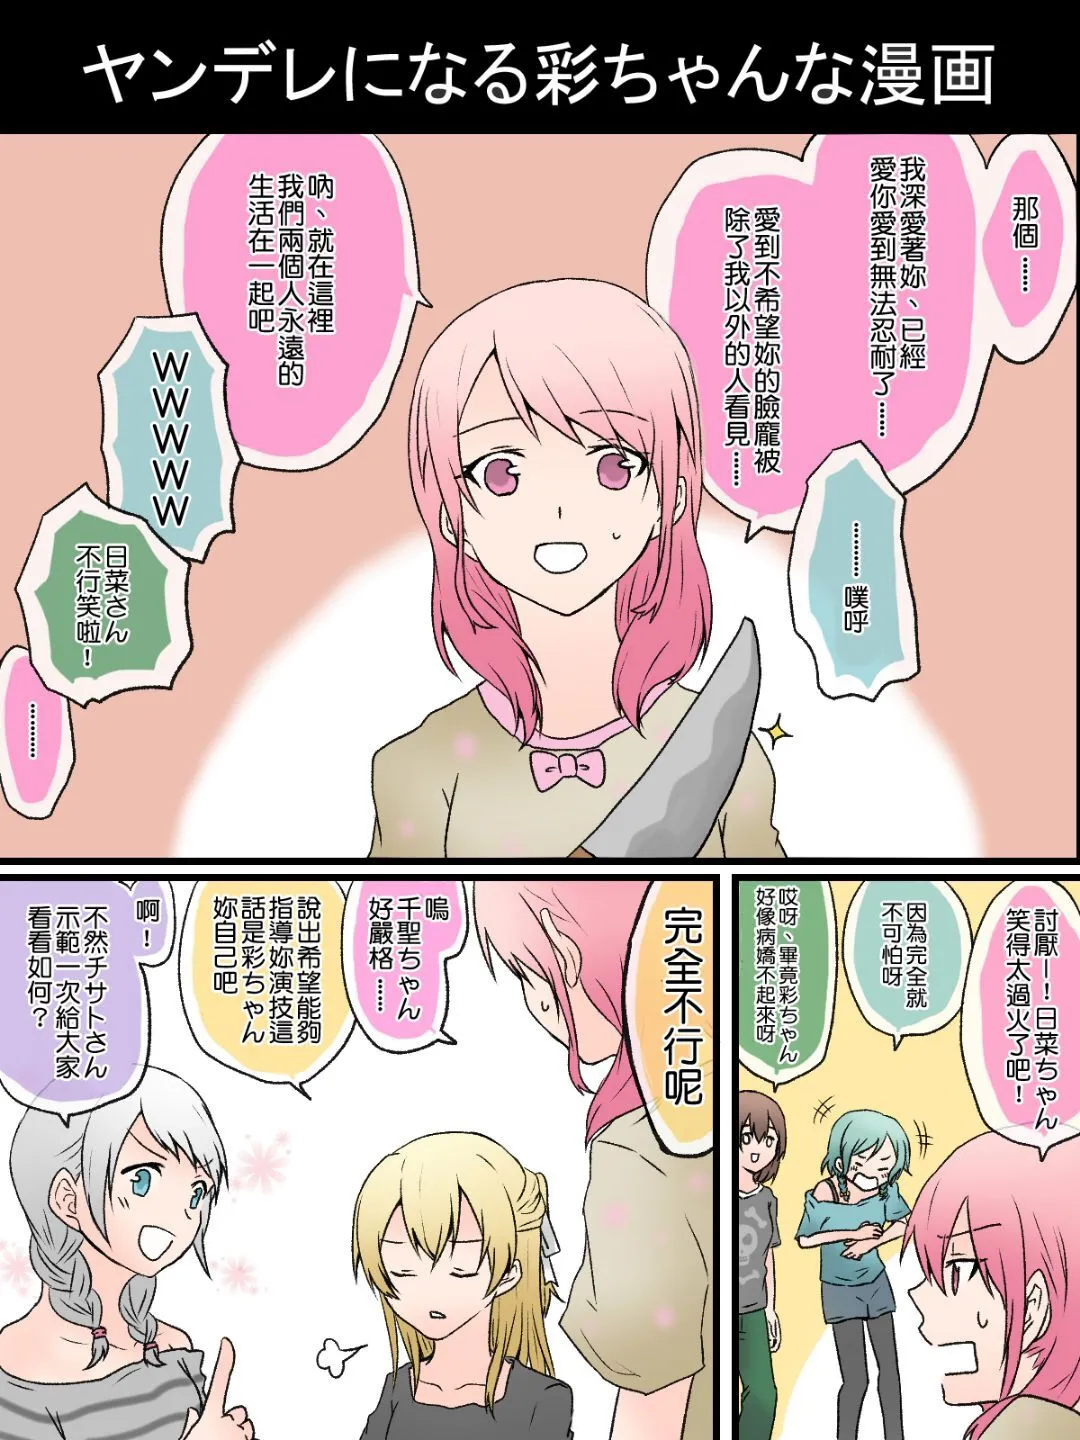 ヤンデレになる彩ちゃんな漫画
那個……
我深愛著妳、已經
愛你愛到無法忍耐了……
愛到不希望妳的臉龐被
除了我以外的人看見……
………噗呼
吶、就在這裡
我們兩個人永遠的
生活在一起吧
WWWWW
日菜さん
不行笑啦！
………
討厭ー！日菜ちゃん
笑得太過火了吧！
因為完全就
不可怕呀
哎呀、畢竟彩ちゃん
好像病嬌不起來呀
完全不行呢
嗚
千聖ちゃん
好嚴格……
說出希望能夠
指導妳演技這
話是彩ちゃん
妳自己吧
啊！
不然チサトさん
示範一次給大家
看看如何？